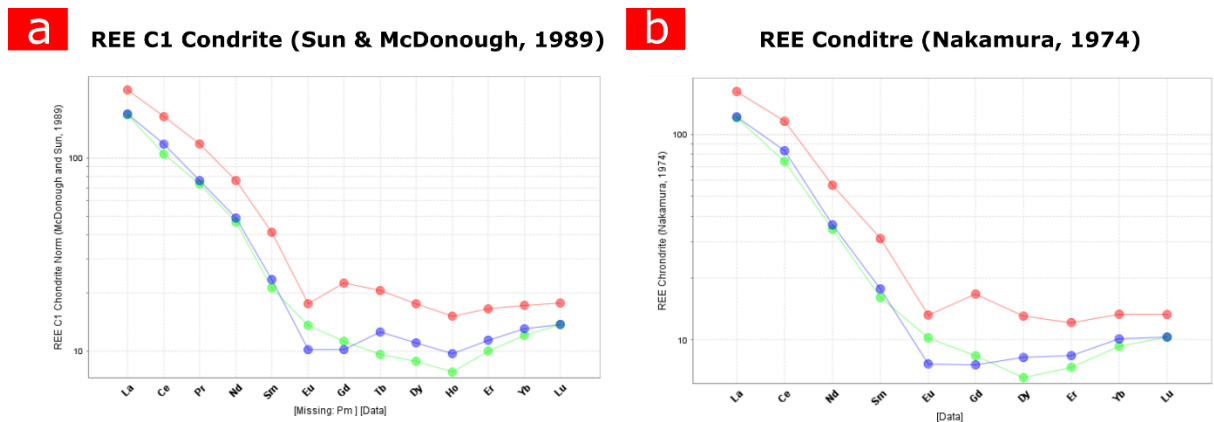 a
REE C1 Condrite (Sun & McDonough, 1989)
REE C1 Chondrite Norm (McDonough and Sun, 1989)
100
10
La Ce Pr Nd Sm Eu Gd Tb Dy Ho Er Yb Lu
[Missing: Pm ] [Data]
b
REE Conditre (Nakamura, 1974)
REE Chrondrite (Nakamura, 1974)
100
10
La Ce Nd Sm Eu Gd Dy Er Yb Lu
[Data]